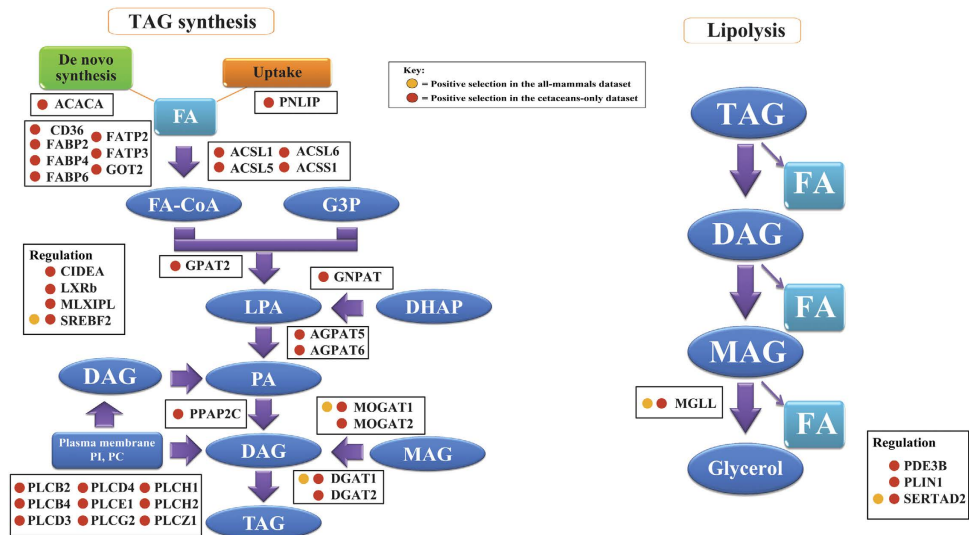 TAG synthesis
De novo
synthesis
Uptake
ACACA
FA
PNLIP
CD36
FABP2
FABP4
FABP6
FATP2
FATP3
GOT2
ACSL1
ACSL6
ACSL5
ACSS1
Key:
= Positive selection in the all-mammals dataset
= Positive selection in the cetaceans-only dataset
FA-CoA
G3P
GPAT2
GNPAT
Regulation
CIDEA
LXRb
MLXIPL
SREBF2
LPA
DHAP
AGPAT5
AGPAT6
DAG
PA
PPAP2C
MOGAT1
MOGAT2
Plasma membrane
PI, PC
DAG
MAG
DGAT1
DGAT2
PLCB2 PLCD4 PLCH1
PLCB4 PLCE1 PLCH2
PLCD3 PLCG2 PLCZ1
TAG
Lipolysis
TAG
FA
DAG
FA
MAG
MGLL
FA
Glycerol
Regulation
PDE3B
PLIN1
SERTAD2